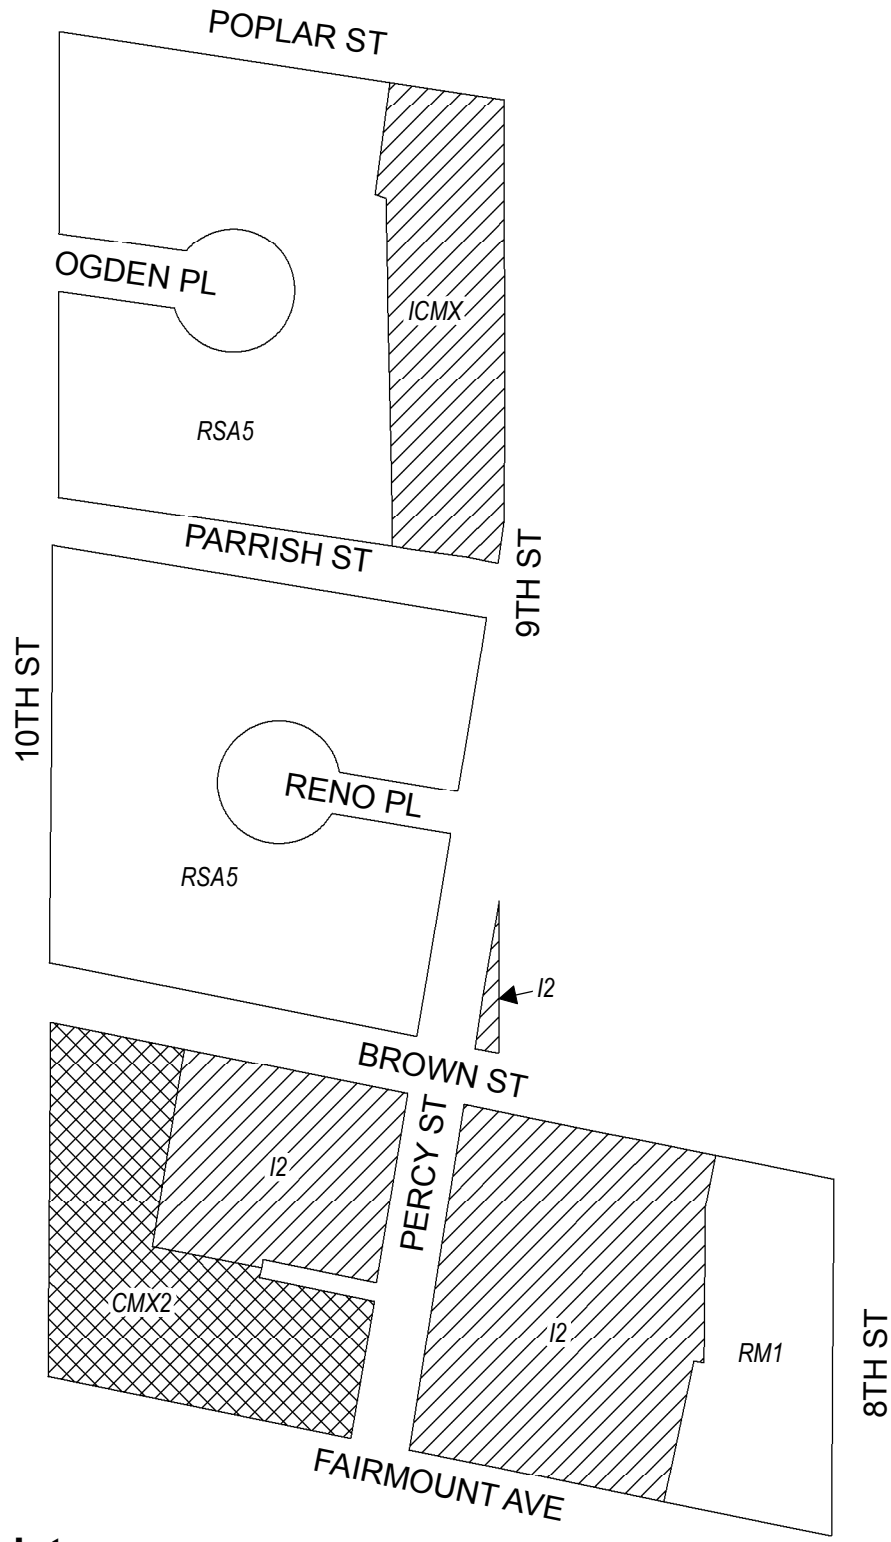 POPLAR ST
OGDEN PL
ICMX
RSA5
PARRISH ST
9TH ST
10TH ST
RENO PL
RSA5
I2
BROWN ST
PERCY ST
I2
CMX2
I2
RM1
8TH ST
FAIRMOUNT AVE